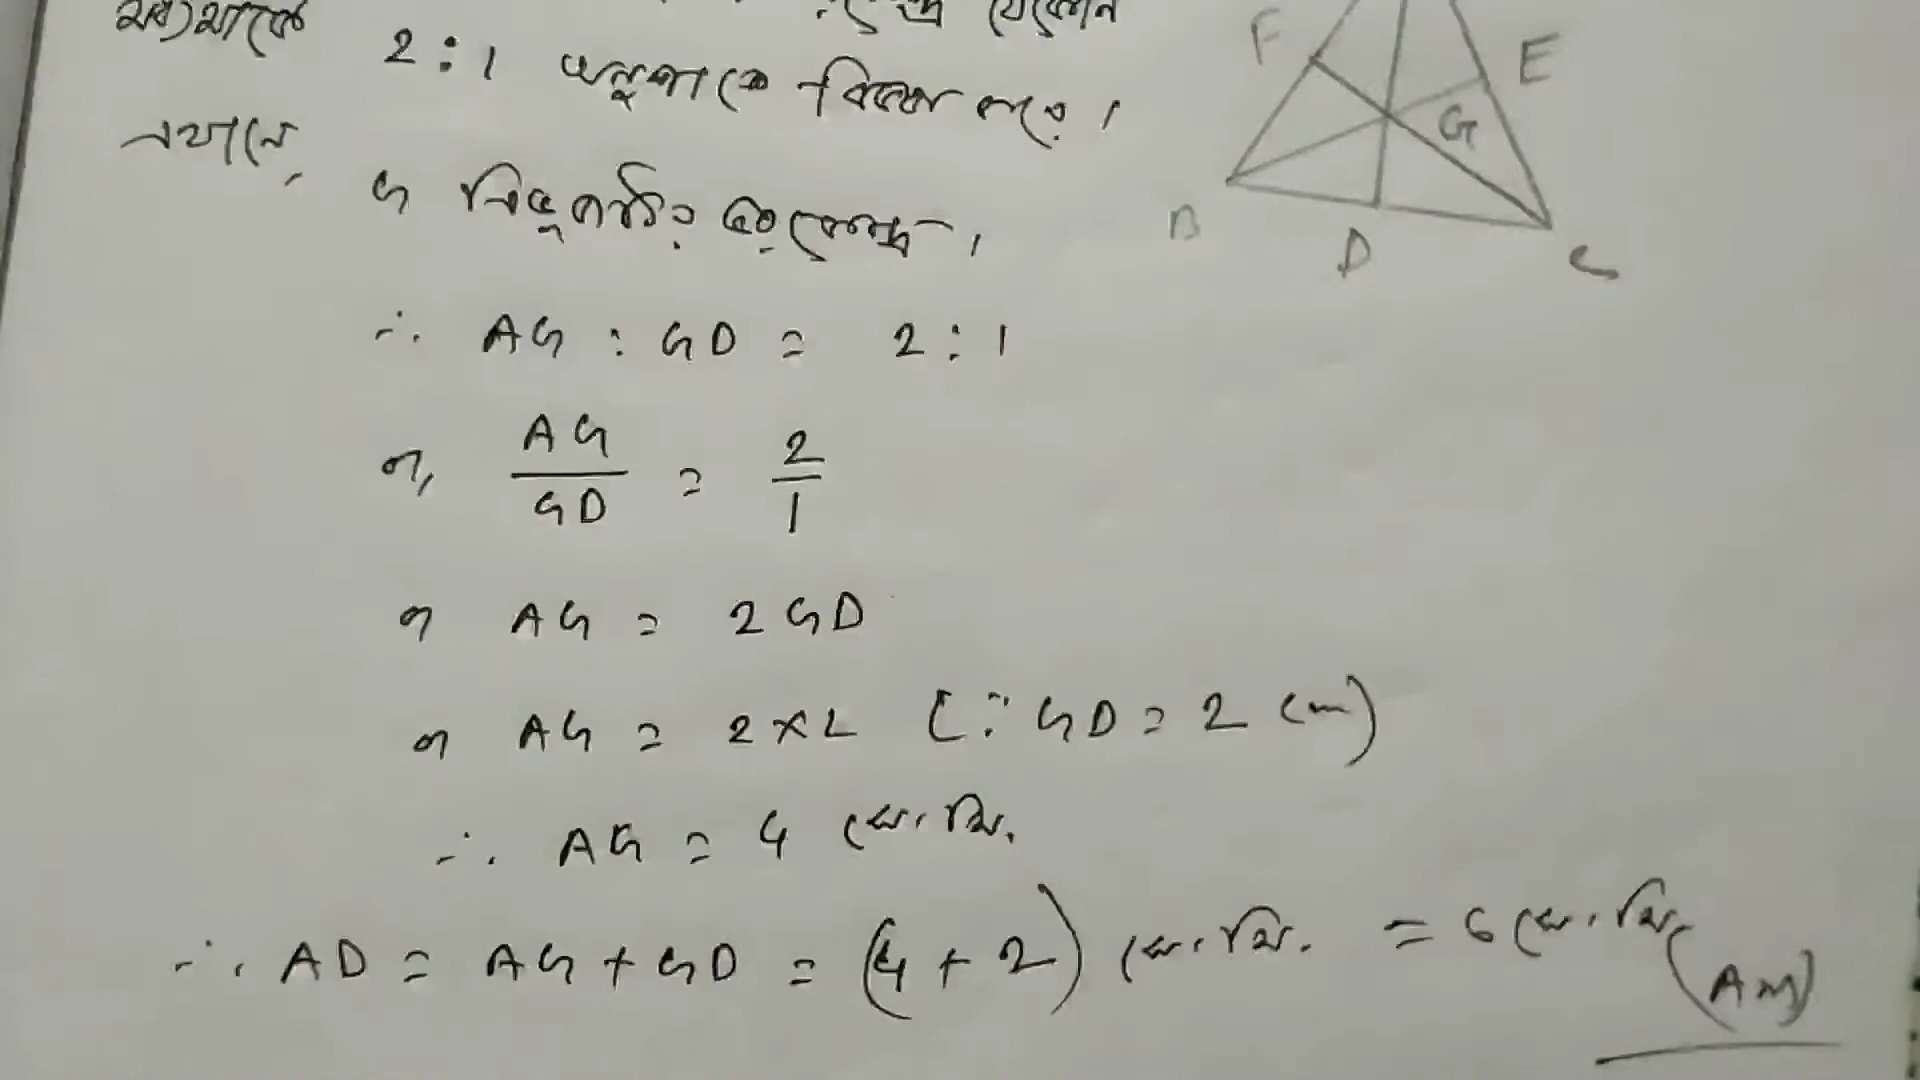 মধ্যমাকে 2:1 অনুপাতে বিভক্ত করে।
এখানে, G ত্রিভুজটির ভরকেন্দ্র।
∴ AG : GD = 2 : 1
বা, AG/GD = 2/1
বা AG = 2GD
বা AG = 2×2 (∵ GD = 2 cm)
∴ AG = 4 সে.মি.
∴ AD = AG + GD = (4 + 2) সে.মি. = 6 সে.মি. (Ans)
F
E
G
B
D
C